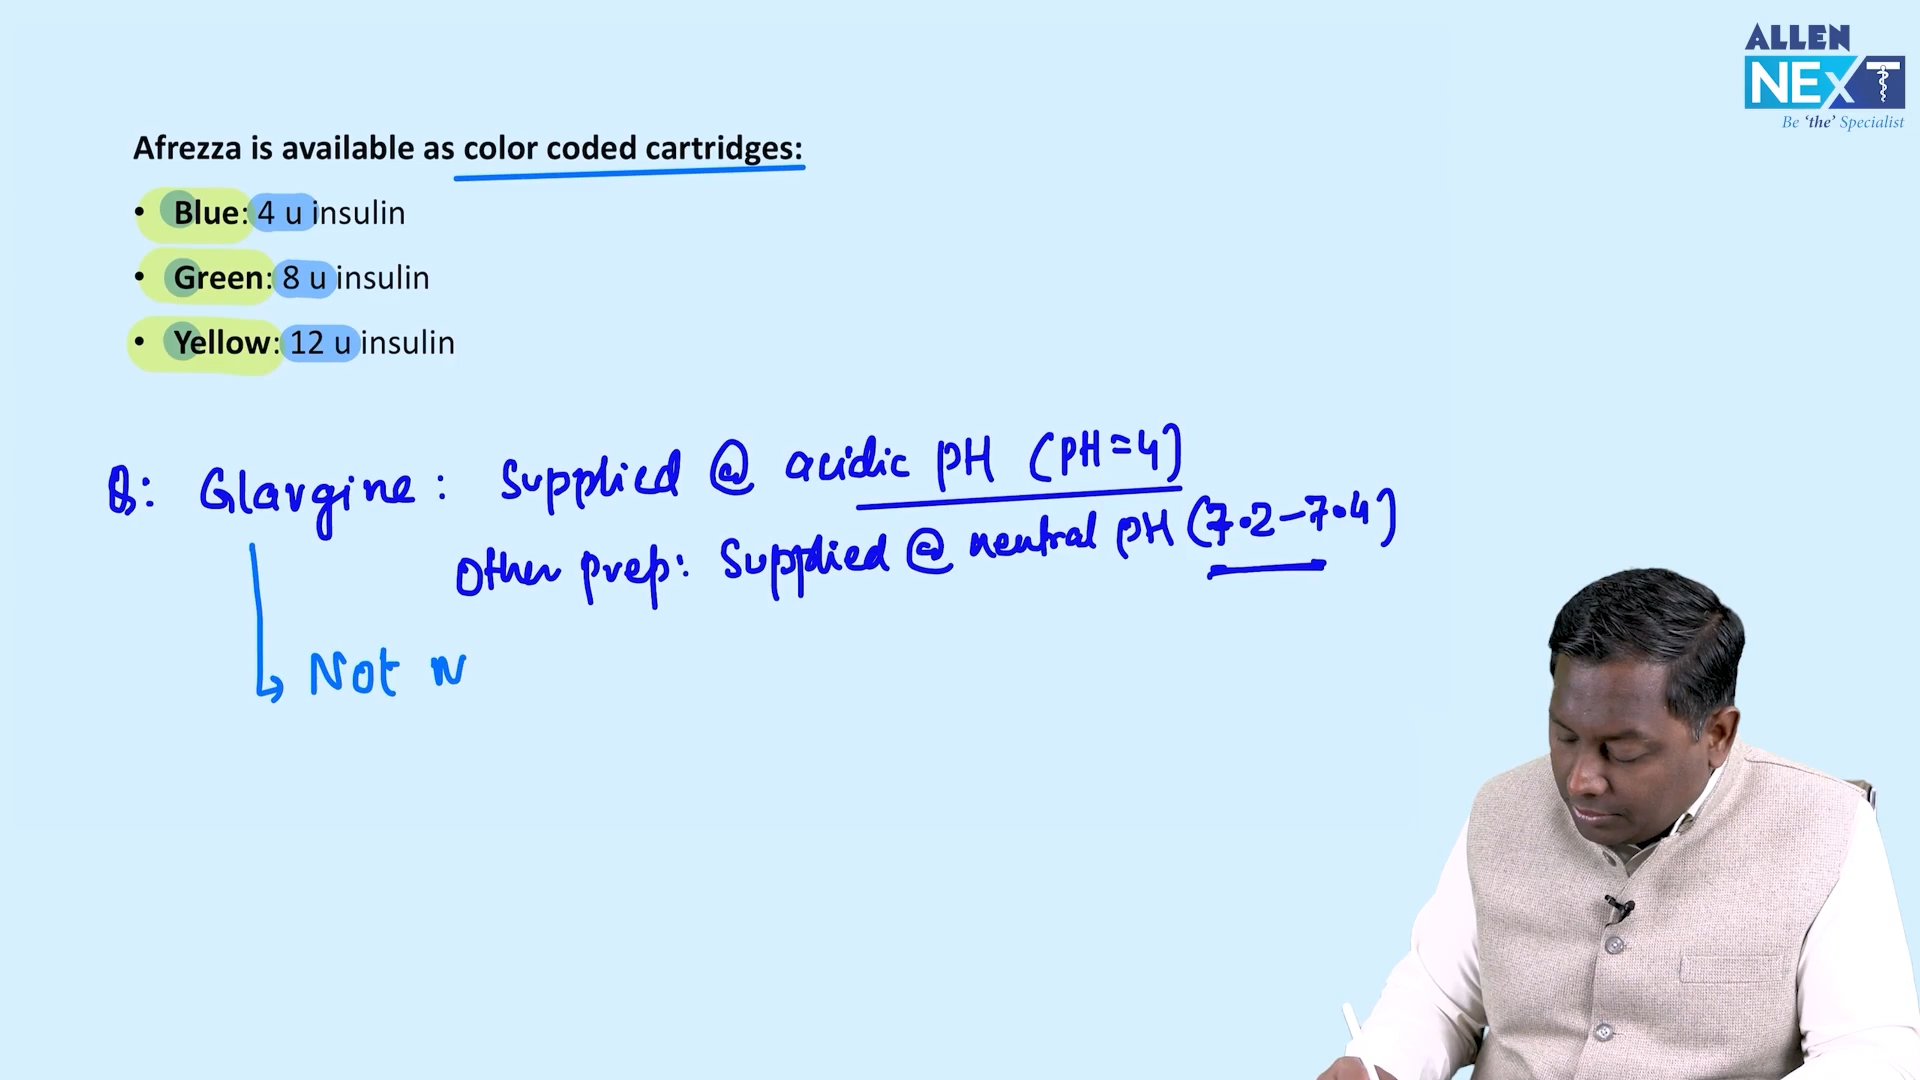 ALLEN
NEXT
Be 'the' Specialist
Afrezza is available as color coded cartridges:
• Blue: 4 u insulin
• Green: 8 u insulin
• Yellow: 12 u insulin
Q: Glargine: Supplied @ acidic pH (pH=4)
Other prep: Supplied @ neutral pH (7.2-7.4)
Not